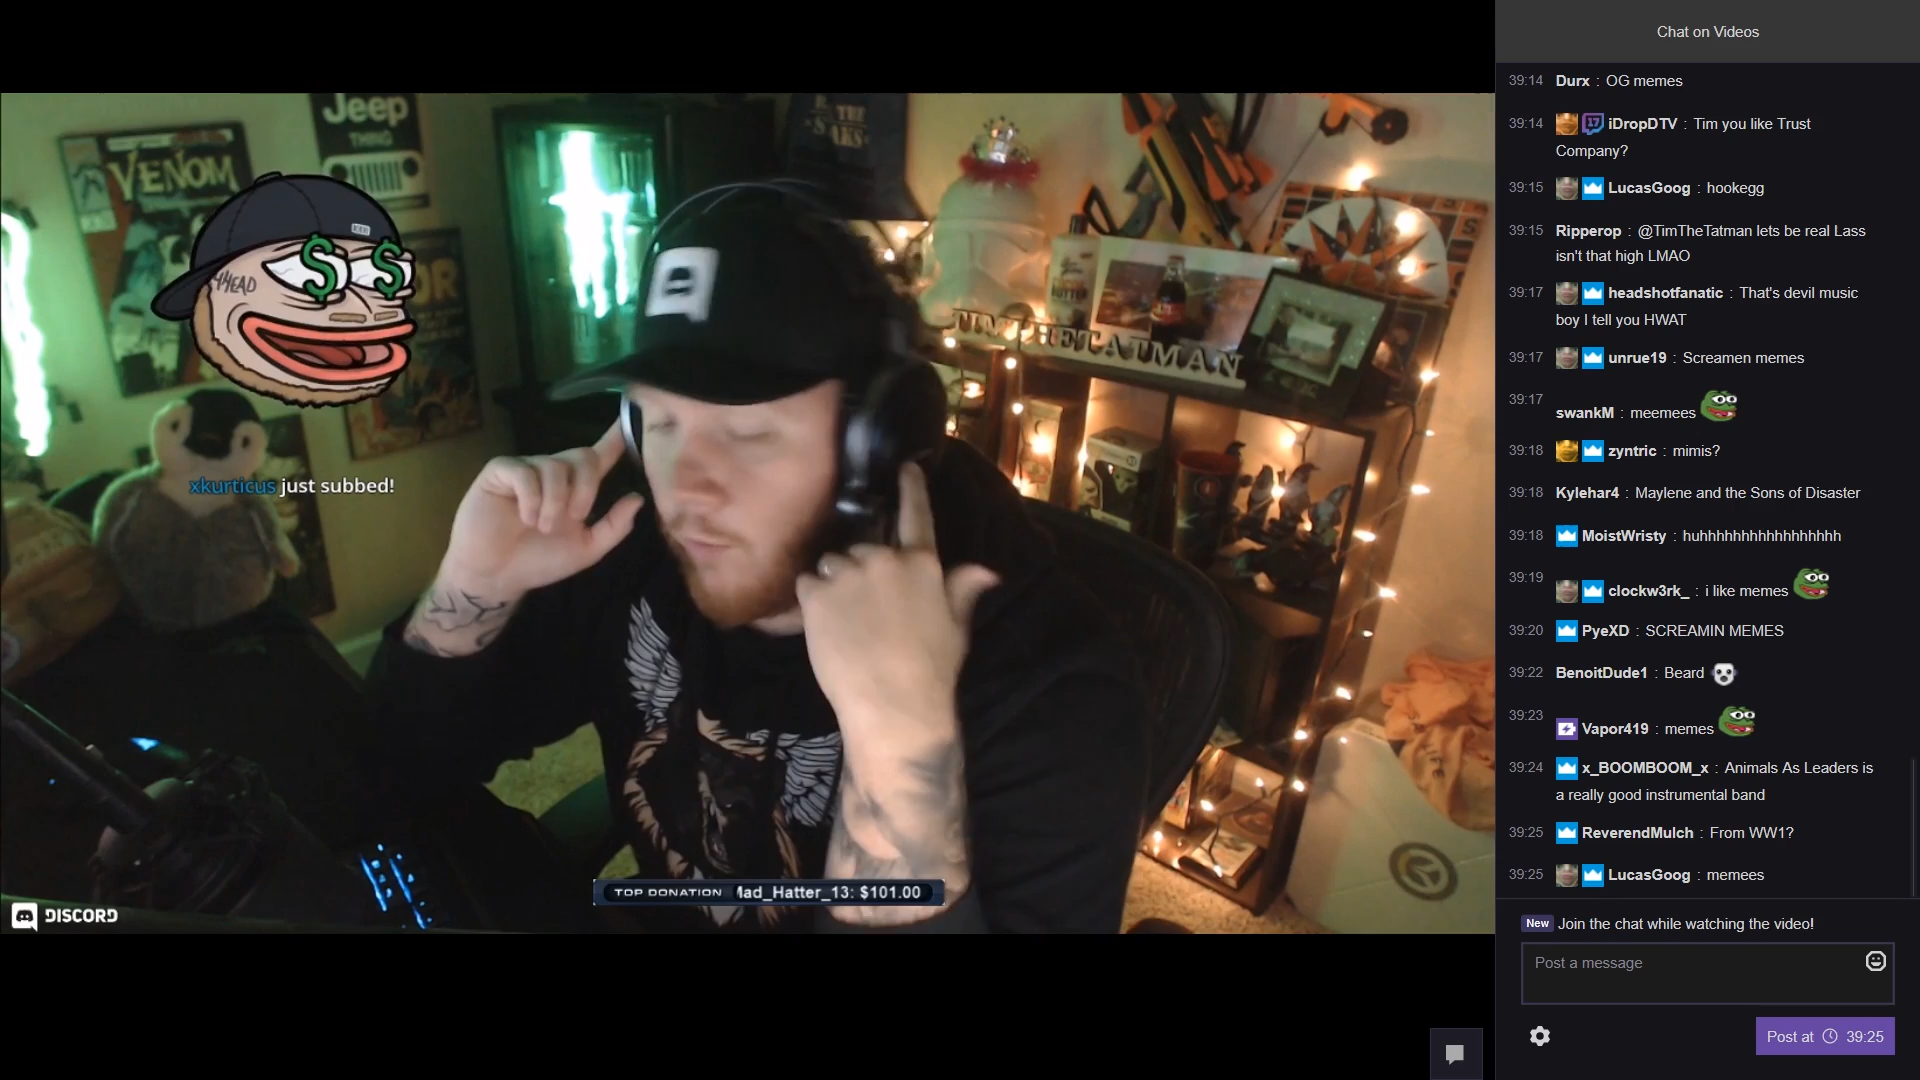 Jeep
THING
VENOM
THE
TIMTHETATMAN
xkurticus just subbed!
TOP DONATION Mad_Hatter_13: $101.00
DISCORD
Chat on Videos
39:14 Durx : OG memes
39:14 17 iDropDTV : Tim you like Trust
Company?
39:15 LucasGoog : hookegg
39:15 Ripperop : @TimTheTatman lets be real Lass
isn't that high LMAO
39:17 headshotfanatic : That's devil music
boy I tell you HWAT
39:17 unrue19 : Screamen memes
39:17 swankM : meemees
39:18 zyntric : mimis?
39:18 Kylehar4 : Maylene and the Sons of Disaster
39:18 MoistWristy : huhhhhhhhhhhhhhhhhh
39:19 clockw3rk_ : i like memes
39:20 PyeXD : SCREAMIN MEMES
39:22 BenoitDude1 : Beard
39:23 Vapor419 : memes
39:24 x_BOOMBOOM_x : Animals As Leaders is
a really good instrumental band
39:25 ReverendMulch : From WW1?
39:25 LucasGoog : memees
New Join the chat while watching the video!
Post a message
Post at 39:25